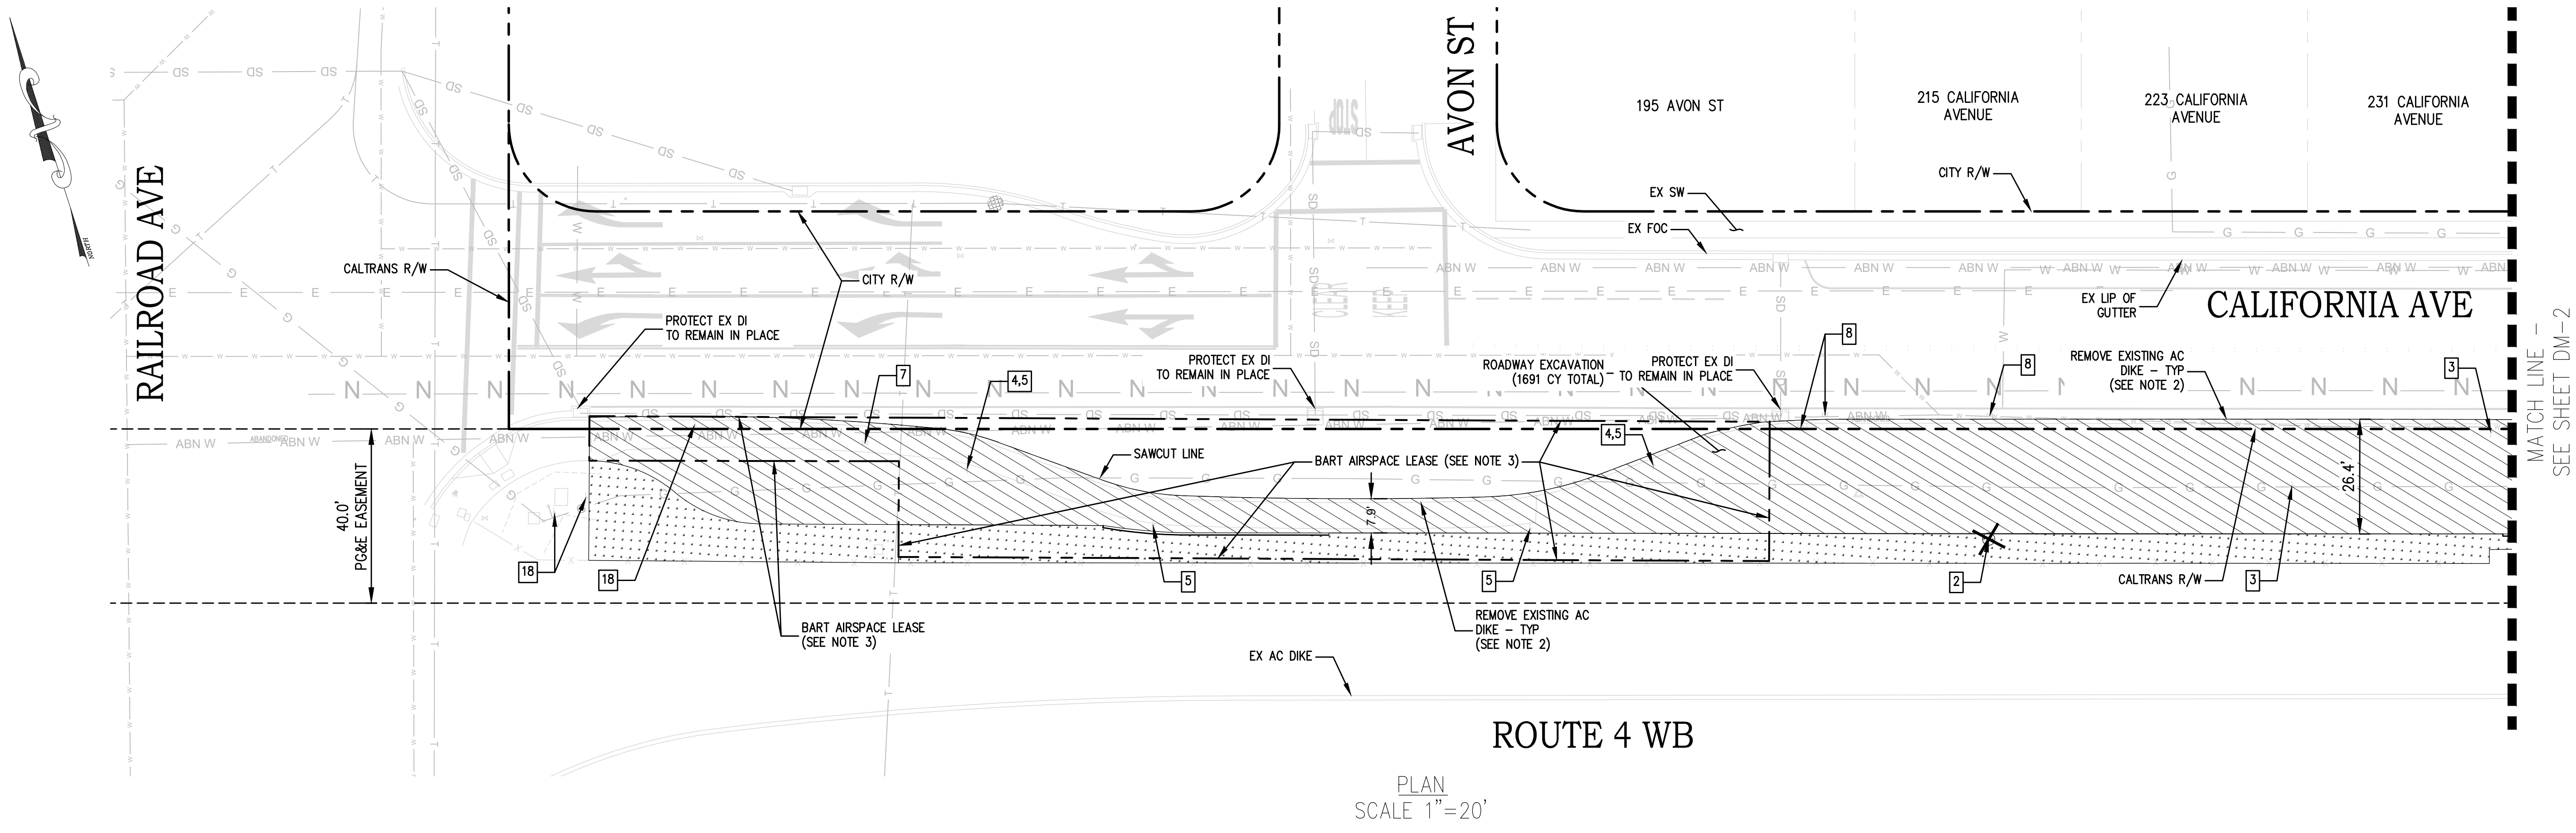 NORTH
RAILROAD AVE
AVON ST
195 AVON ST
215 CALIFORNIA
AVENUE
223 CALIFORNIA
AVENUE
231 CALIFORNIA
AVENUE
STOP
EX SW
EX FOC
CITY R/W
CALTRANS R/W
CITY R/W
EX LIP OF
GUTTER
CALIFORNIA AVE
KEEP
PROTECT EX DI
TO REMAIN IN PLACE
7
4,5
PROTECT EX DI
TO REMAIN IN PLACE
ROADWAY EXCAVATION
(1691 CY TOTAL)
PROTECT EX DI
TO REMAIN IN PLACE
8
8
REMOVE EXISTING AC
DIKE - TYP
(SEE NOTE 2)
3
MATCH LINE -
SEE SHEET DM-2
ABANDONED
ABN W
SD
G
E
T
W
N
SAWCUT LINE
BART AIRSPACE LEASE (SEE NOTE 3)
4,5
40.0'
PG&E EASEMENT
7.9'
26.4'
18
18
5
5
2
CALTRANS R/W
3
BART AIRSPACE LEASE
(SEE NOTE 3)
REMOVE EXISTING AC
DIKE - TYP
(SEE NOTE 2)
EX AC DIKE
ROUTE 4 WB
PLAN
SCALE 1"=20'